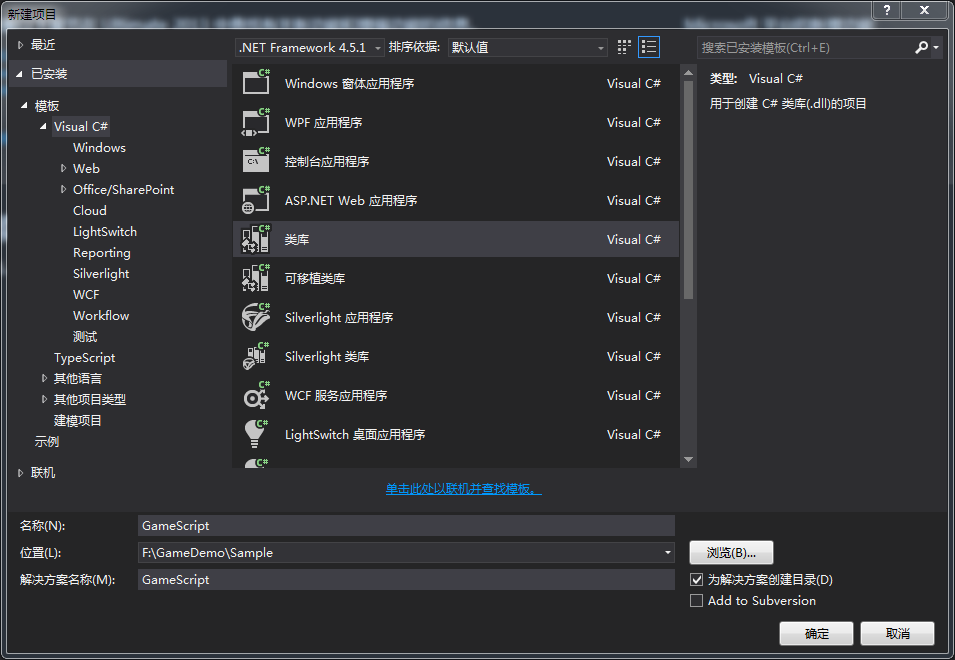 新建项目
最近
.NET Framework 4.5.1 排序依据: 默认值
搜索已安装模板(Ctrl+E)
已安装
模板
Visual C#
Windows
Web
Office/SharePoint
Cloud
LightSwitch
Reporting
Silverlight
WCF
Workflow
测试
TypeScript
其他语言
其他项目类型
建模项目
示例
联机
Windows 窗体应用程序 Visual C#
WPF 应用程序 Visual C#
控制台应用程序 Visual C#
ASP.NET Web 应用程序 Visual C#
类库 Visual C#
可移植类库 Visual C#
Silverlight 应用程序 Visual C#
Silverlight 类库 Visual C#
WCF 服务应用程序 Visual C#
LightSwitch 桌面应用程序 Visual C#
单击此处以联机并查找模板。
类型: Visual C#
用于创建 C# 类库(.dll)的项目
名称(N): GameScript
位置(L): F:\GameDemo\Sample
浏览(B)...
解决方案名称(M): GameScript
为解决方案创建目录(D)
Add to Subversion
确定
取消